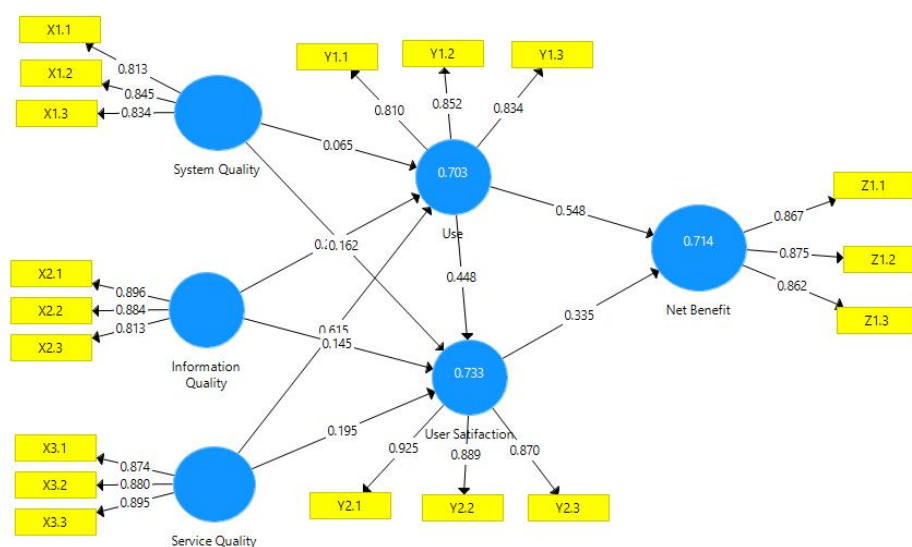 X1.1
X1.2
X1.3
0.813
0.845
0.834
System Quality
X2.1
X2.2
X2.3
0.896
0.884
0.813
Information
Quality
X3.1
X3.2
X3.3
0.874
0.880
0.895
Service Quality
0.065
0.162
0.615
0.145
0.195
Y1.1
Y1.2
Y1.3
0.810
0.852
0.834
0.703
Use
0.448
0.733
User Satifaction
0.925
0.889
0.870
Y2.1
Y2.2
Y2.3
0.548
0.335
0.714
Net Benefit
0.867
0.875
0.862
Z1.1
Z1.2
Z1.3